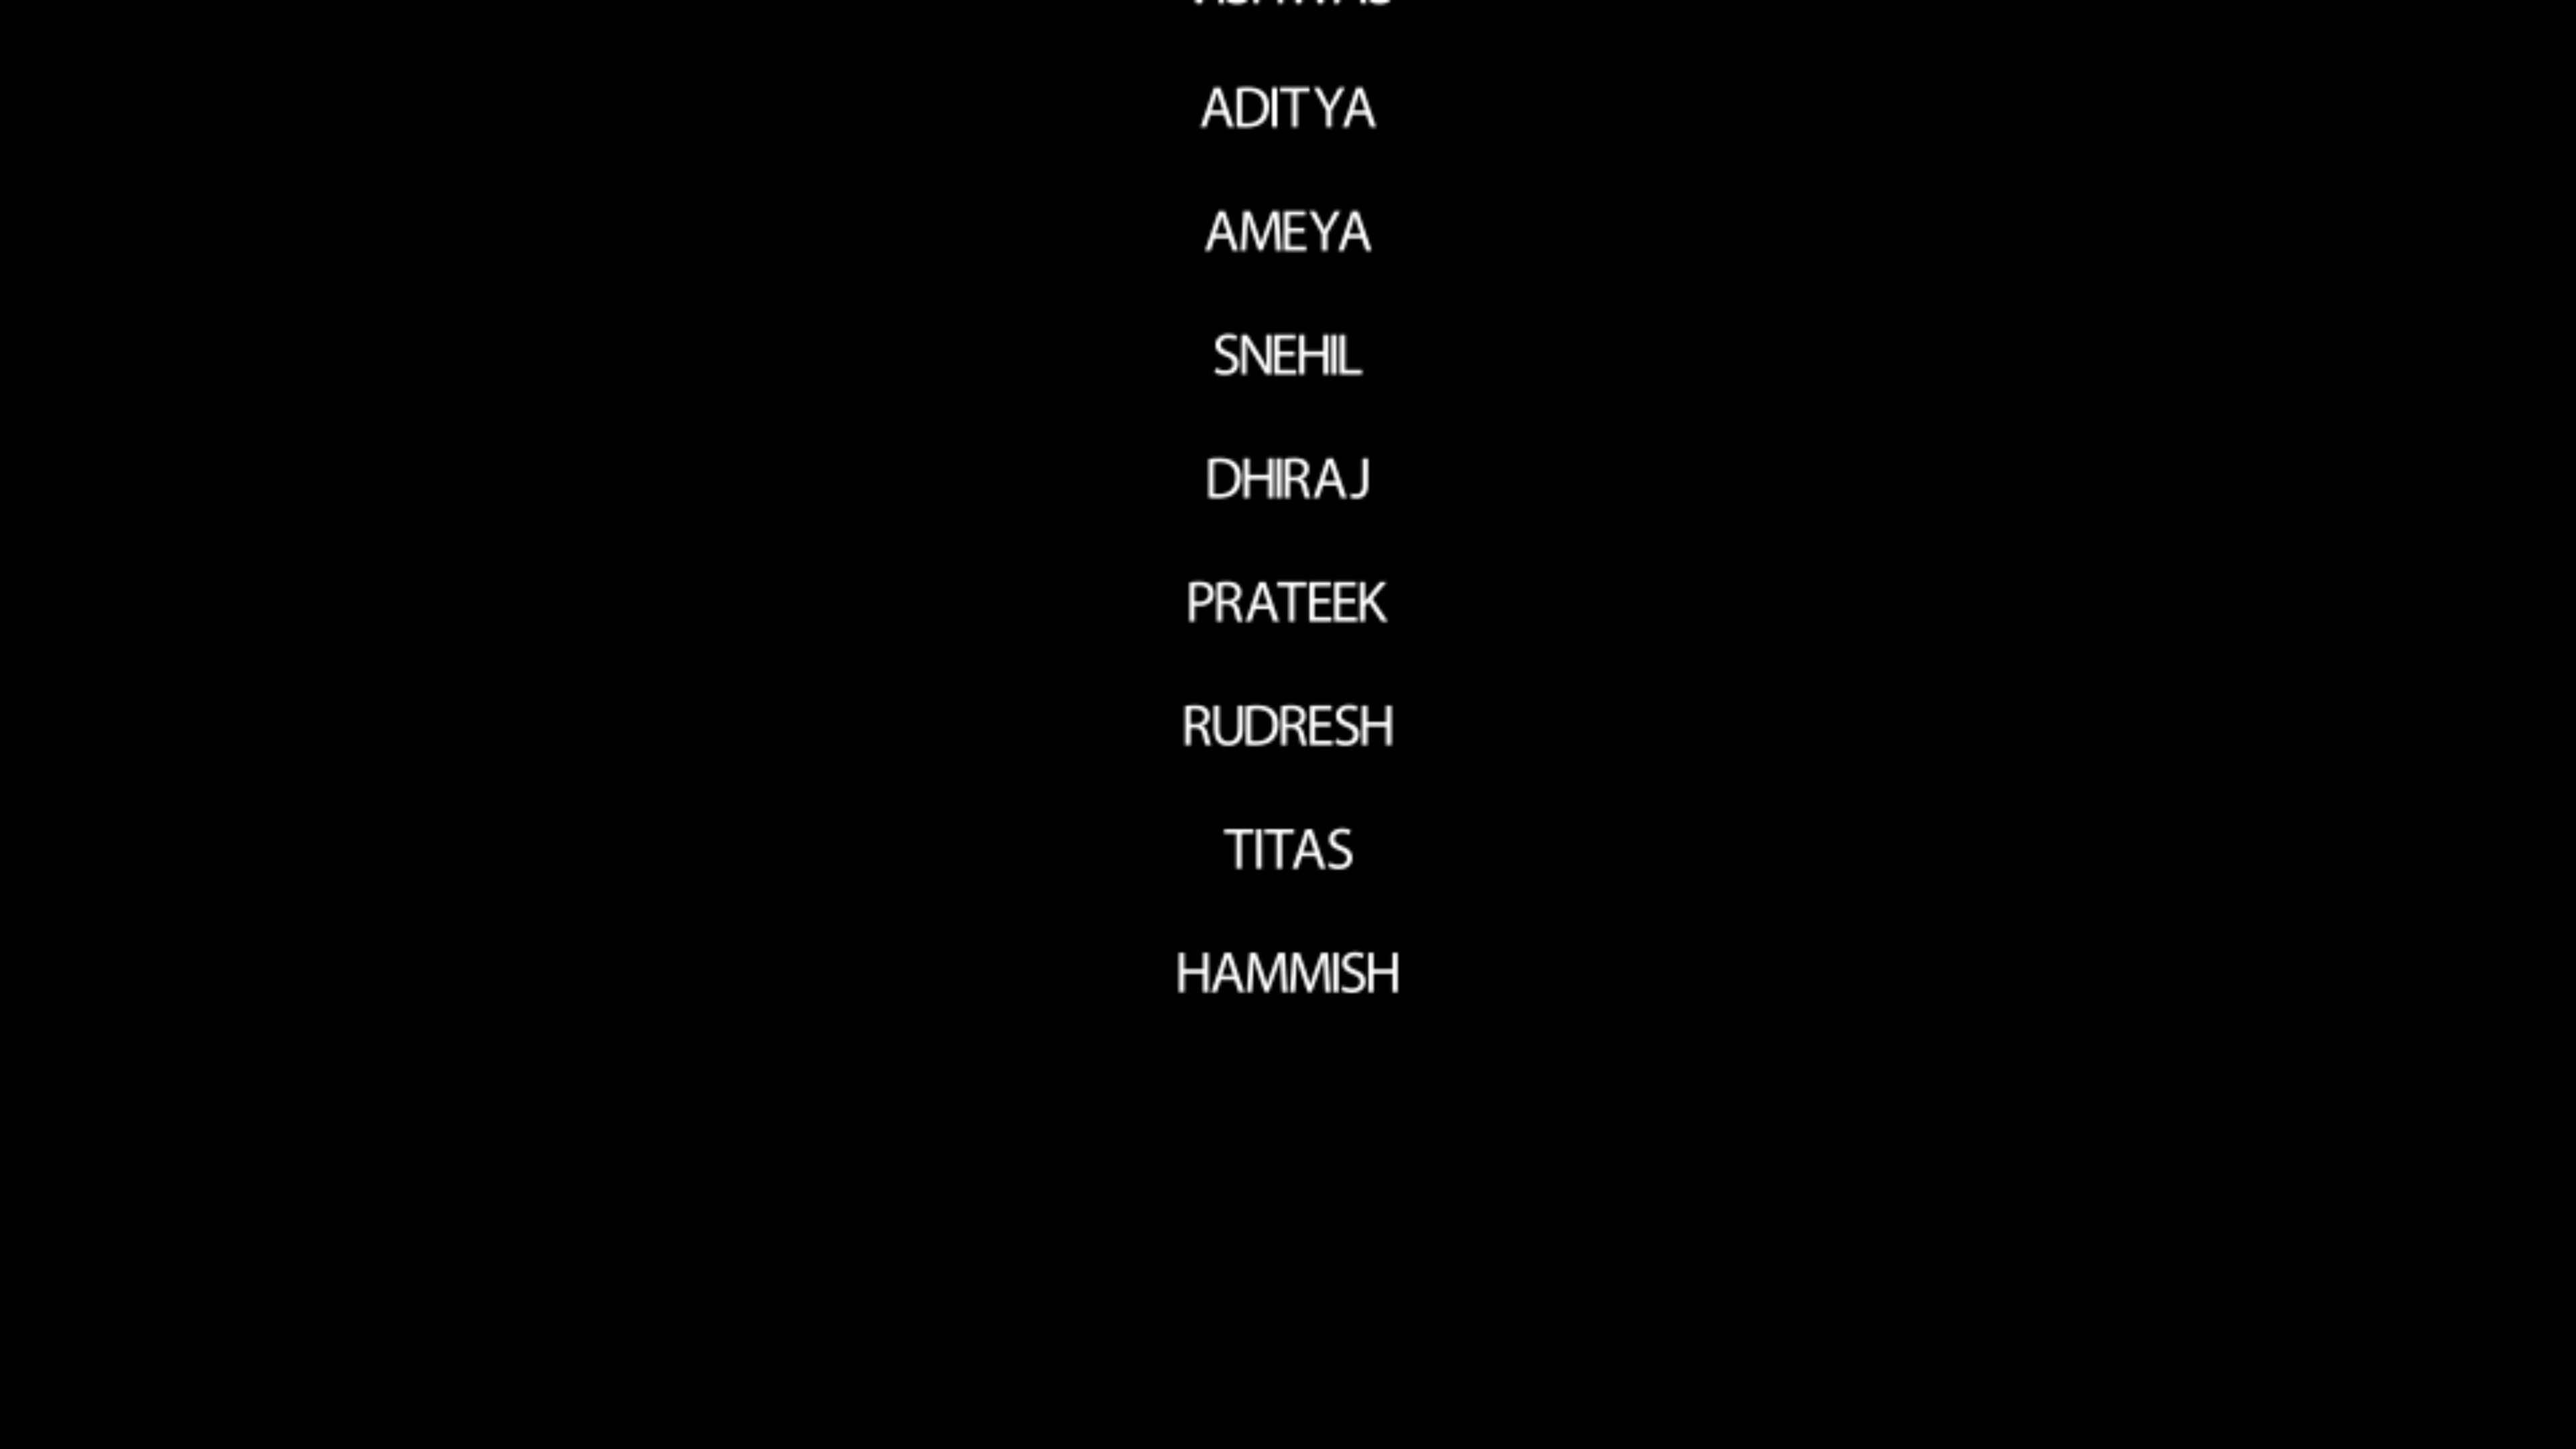 ADITYA
AMEYA
SNEHIL
DHIRAJ
PRATEEK
RUDRESH
TITAS
HAMMISH